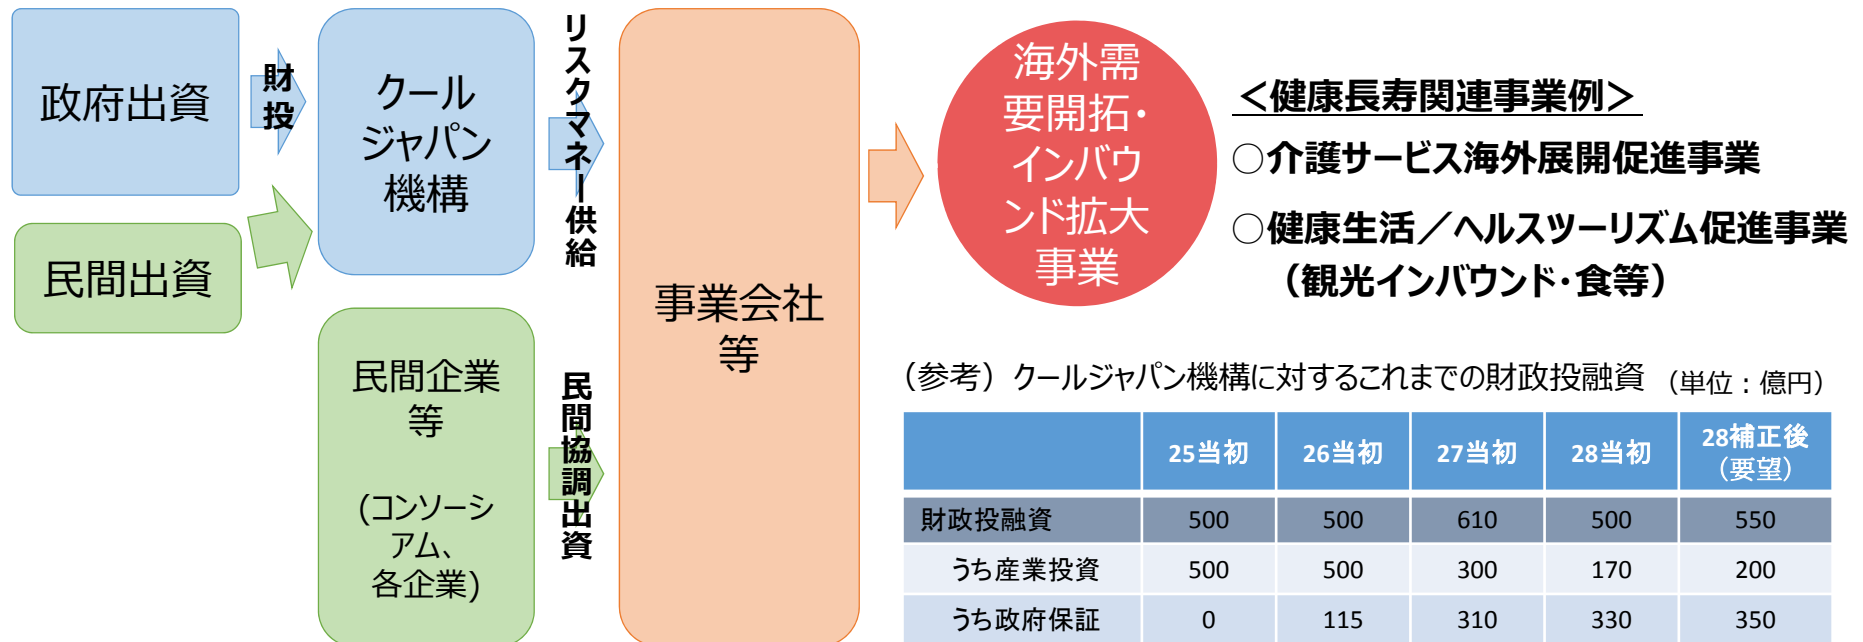 政府出資
民間出資
財投
クール
ジャパン
機構
リスクマネー供給
民間企業
等
(コンソーシ
アム、
各企業)
民間協調出資
事業会社
等
海外需
要開拓・
インバウ
ンド拡大
事業
＜健康長寿関連事業例＞
○介護サービス海外展開促進事業
○健康生活／ヘルスツーリズム促進事業
（観光インバウンド・食等）
（参考）クールジャパン機構に対するこれまでの財政投融資 （単位：億円）
25当初 26当初 27当初 28当初 28補正後
（要望）
財政投融資 500 500 610 500 550
うち産業投資 500 500 300 170 200
うち政府保証 0 115 310 330 350